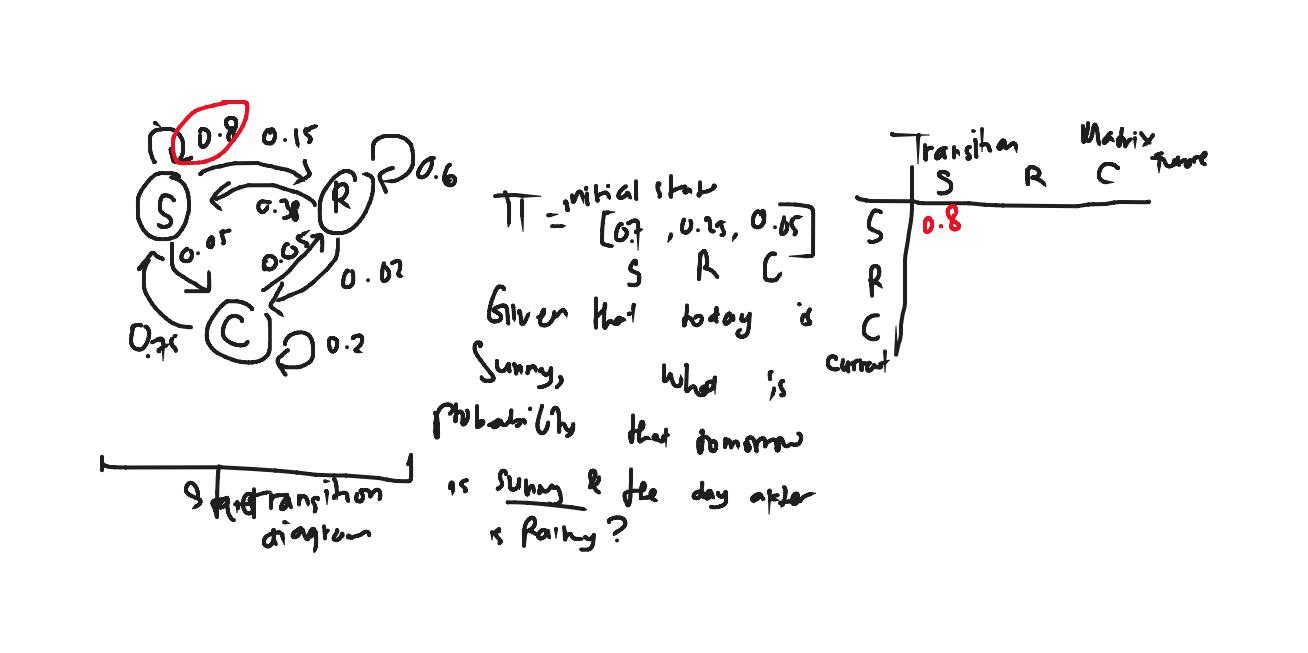 0.8 0.15
S R 0.6
0.38
0.05 0.05 0.02
0.75 C 0.2
transition
diagram
π = initial state
[0.7, 0.25, 0.05]
S R C
Given that today is
Sunny, what is
probability that tomorrow
is Sunny & the day after
is Rainy?
Transition Matrix
future
S R C
S 0.8
R
C
current